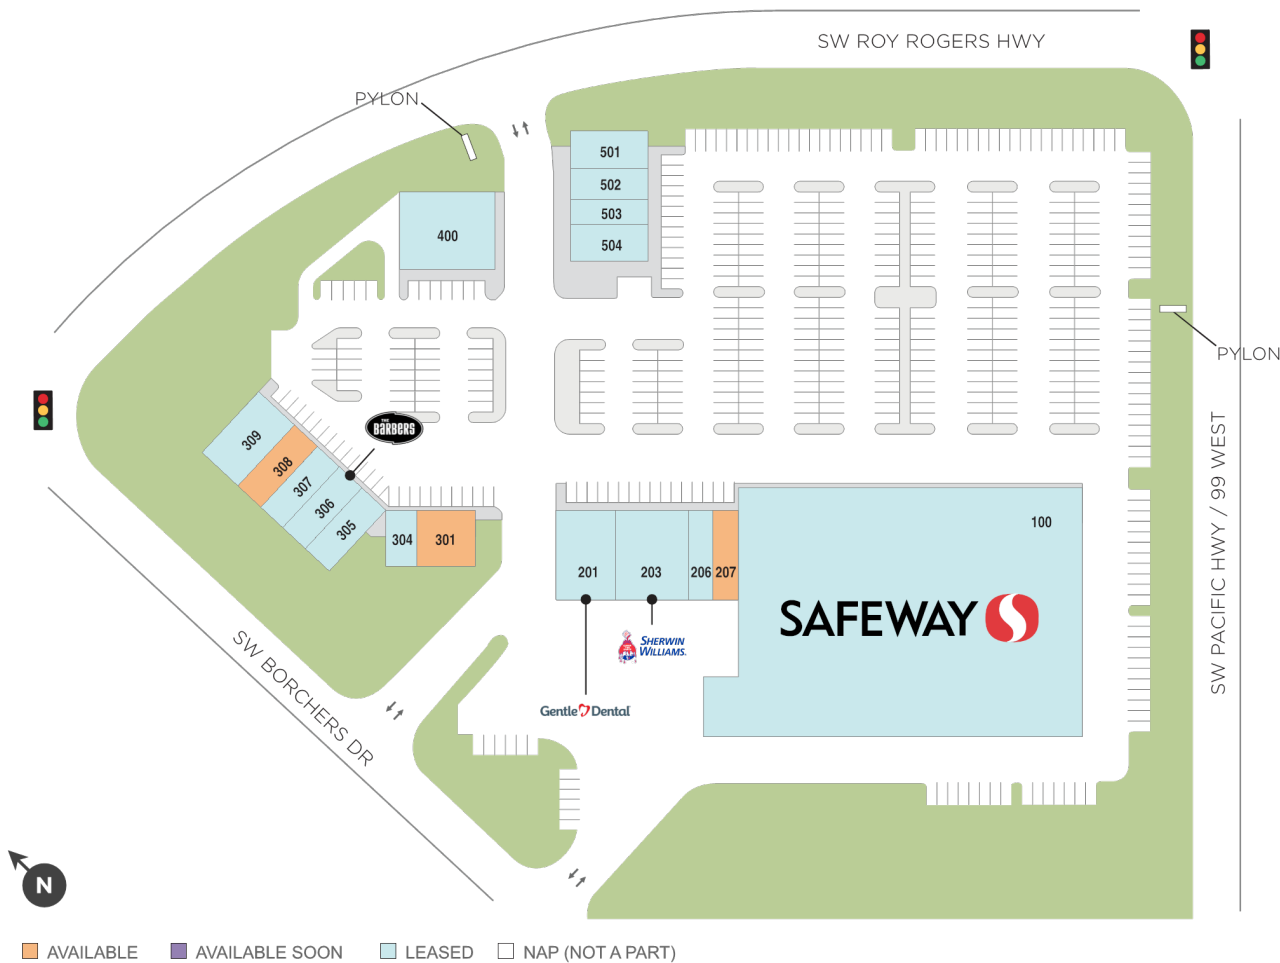 SW ROY ROGERS HWY
PYLON
501
502
503
504
400
PYLON
THE
BARBERS
309
308
307
306
305
304
301
201
203
206
207
100
SAFEWAY
SHERWIN
WILLIAMS.
Gentle Dental
SW PACIFIC HWY / 99 WEST
SW BORCHERS DR
N
AVAILABLE
AVAILABLE SOON
LEASED
NAP (NOT A PART)